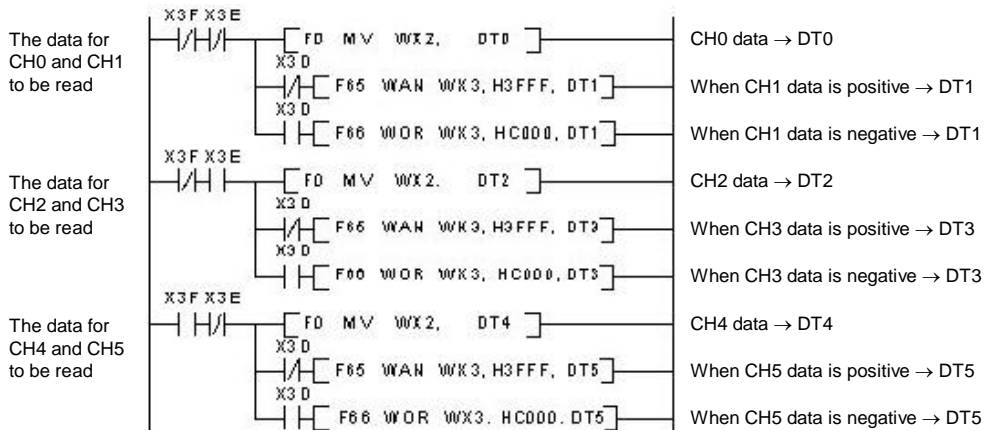 X3F X3E
The data for
CH0 and CH1
to be read
F0 MV WX2, DT0
CH0 data → DT0
X3D
F65 WAN WX3, H3FFF, DT1
When CH1 data is positive → DT1
X3D
F66 WOR WX3, HC000, DT1
When CH1 data is negative → DT1
X3F X3E
The data for
CH2 and CH3
to be read
F0 MV WX2. DT2
CH2 data → DT2
X3D
F65 WAN WX3, H3FFF, DT3
When CH3 data is positive → DT3
X3D
F66 WOR WX3, HC000, DT3
When CH3 data is negative → DT3
X3F X3E
The data for
CH4 and CH5
to be read
F0 MV WX2, DT4
CH4 data → DT4
X3D
F65 WAN WX3, H3FFF, DT5
When CH5 data is positive → DT5
X3D
F66 WOR WX3. HC000. DT5
When CH5 data is negative → DT5